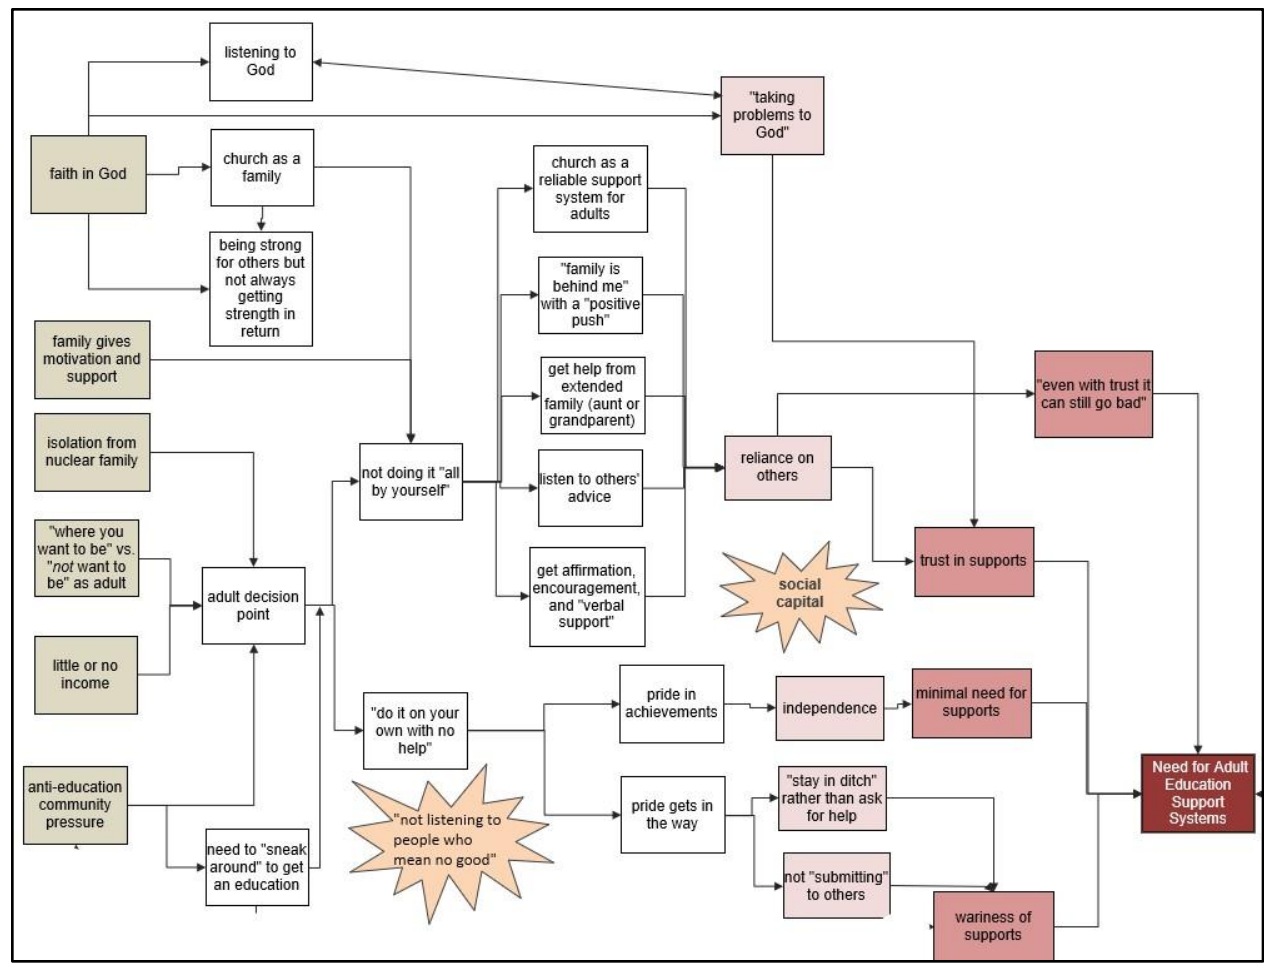 listening to
God
"taking
problems to
God"
faith in God
church as a
family
church as a
reliable support
system for
adults
being strong
for others but
not always
getting
strength in
return
"family is
behind me"
with a "positive
push"
family gives
motivation and
support
get help from
extended
family (aunt or
grandparent)
"even with trust it
can still go bad"
isolation from
nuclear family
not doing it "all
by yourself"
listen to others'
advice
reliance on
others
"where you
want to be" vs.
"not want to
be" as adult
adult decision
point
get affirmation,
encouragement,
and "verbal
support"
social
capital
trust in supports
little or no
income
"do it on your
own with no
help"
pride in
achievements
independence
minimal need for
supports
anti-education
community
pressure
"not listening to
people who
mean no good"
pride gets in
the way
"stay in ditch"
rather than ask
for help
Need for Adult
Education
Support
Systems
need to "sneak
around" to get
an education
not "submitting"
to others
wariness of
supports